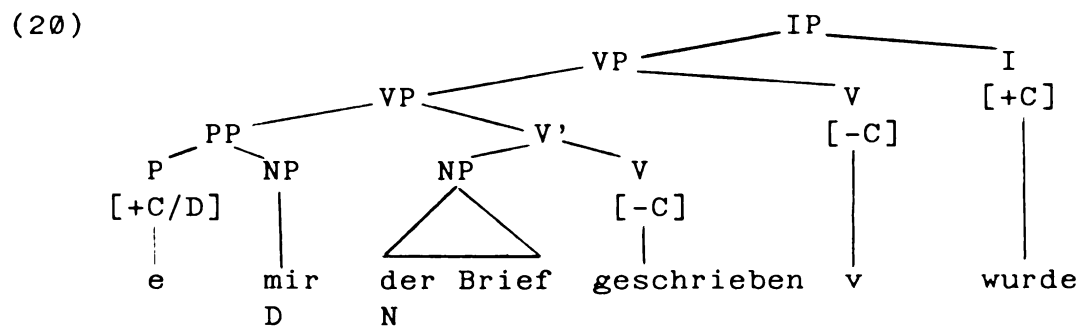 (20) IP
VP I
VP V [+C]
PP V' [-C]
P NP NP V
[+C/D] [-C]
e mir der Brief geschrieben v wurde
D N